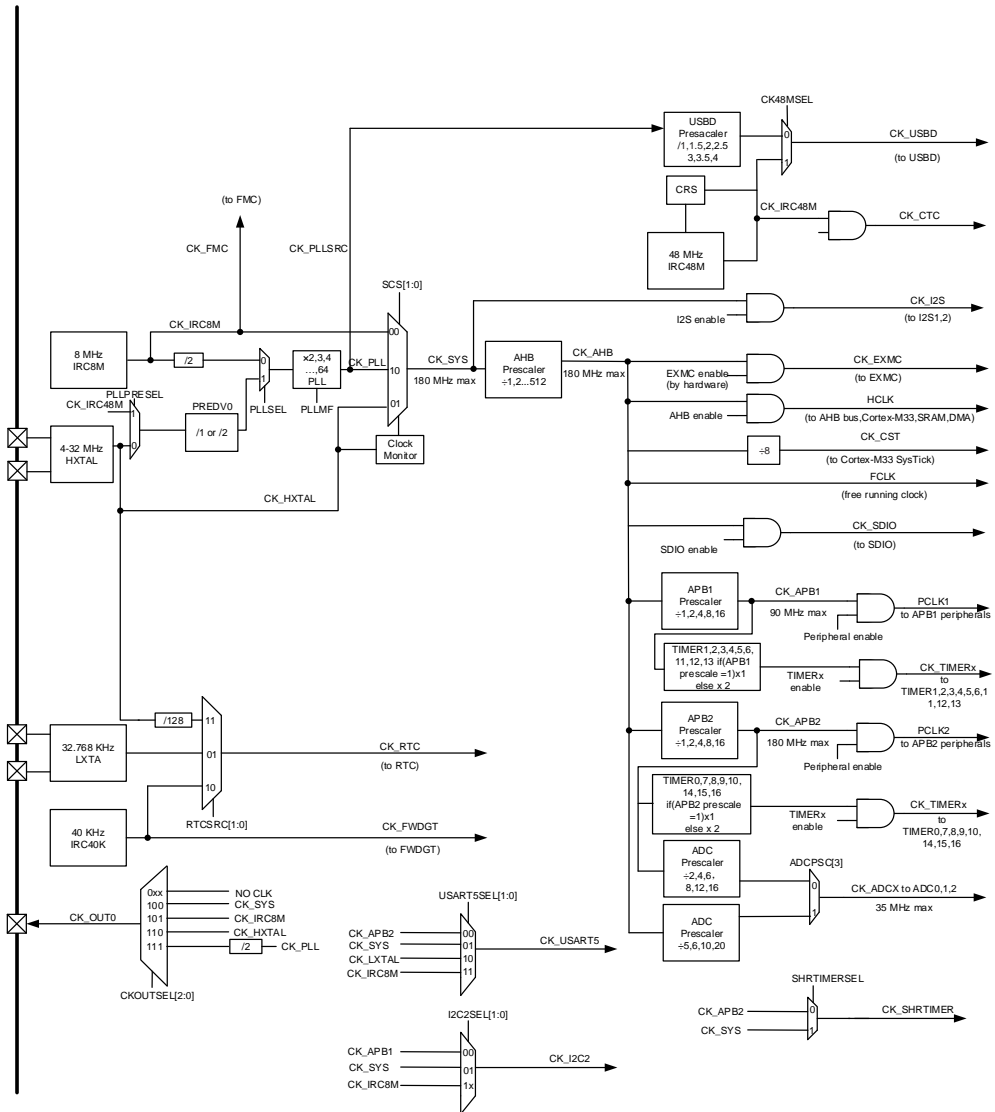 CK48MSEL
USBD
Presacaler
/1,1.5,2,2.5
3,3.5,4
0
1
CK_USBD
(to USBD)
CRS
CK_IRC48M
48 MHz
IRC48M
CK_CTC
(to FMC)
CK_FMC
CK_PLLSRC
SCS[1:0]
CK_IRC8M
8 MHz
IRC8M
/2
0
1
PLLSEL
x2,3,4
…,64
PLL
PLLMF
CK_PLL
00
10
01
Clock
Monitor
CK_SYS
180 MHz max
AHB
Prescaler
÷1,2...512
CK_AHB
180 MHz max
I2S enable
CK_I2S
(to I2S1,2)
EXMC enable
(by hardware)
CK_EXMC
(to EXMC)
AHB enable
HCLK
(to AHB bus,Cortex-M33,SRAM,DMA)
÷8
CK_CST
(to Cortex-M33 SysTick)
FCLK
(free running clock)
SDIO enable
CK_SDIO
(to SDIO)
PLLPRESEL
CK_IRC48M
1
0
PREDV0
/1 or /2
4-32 MHz
HXTAL
CK_HXTAL
APB1
Prescaler
÷1,2,4,8,16
CK_APB1
90 MHz max
Peripheral enable
PCLK1
to APB1 peripherals
TIMER1,2,3,4,5,6,
11,12,13 if(APB1
prescale =1)x1
else x 2
TIMERx
enable
CK_TIMERx
to
TIMER1,2,3,4,5,6,1
1,12,13
APB2
Prescaler
÷1,2,4,8,16
CK_APB2
180 MHz max
Peripheral enable
PCLK2
to APB2 peripherals
TIMER0,7,8,9,10,
14,15,16
if(APB2 prescale
=1)x1
else x 2
TIMERx
enable
CK_TIMERx
to
TIMER0,7,8,9,10,
14,15,16
ADC
Prescaler
÷2,4,6,
8,12,16
ADC
Prescaler
÷5,6,10,20
ADCPSC[3]
0
1
CK_ADCX to ADC0,1,2
35 MHz max
/128
32.768 KHz
LXTA
11
01
10
RTCSRC[1:0]
CK_RTC
(to RTC)
40 KHz
IRC40K
CK_FWDGT
(to FWDGT)
CK_OUT0
0xx
100
101
110
111
NO CLK
CK_SYS
CK_IRC8M
CK_HXTAL
/2
CK_PLL
CKOUTSEL[2:0]
USART5SEL[1:0]
CK_APB2
CK_SYS
CK_LXTAL
CK_IRC8M
00
01
10
11
CK_USART5
I2C2SEL[1:0]
CK_APB1
CK_SYS
CK_IRC8M
00
01
1x
CK_I2C2
SHRTIMERSEL
CK_APB2
CK_SYS
0
1
CK_SHRTIMER